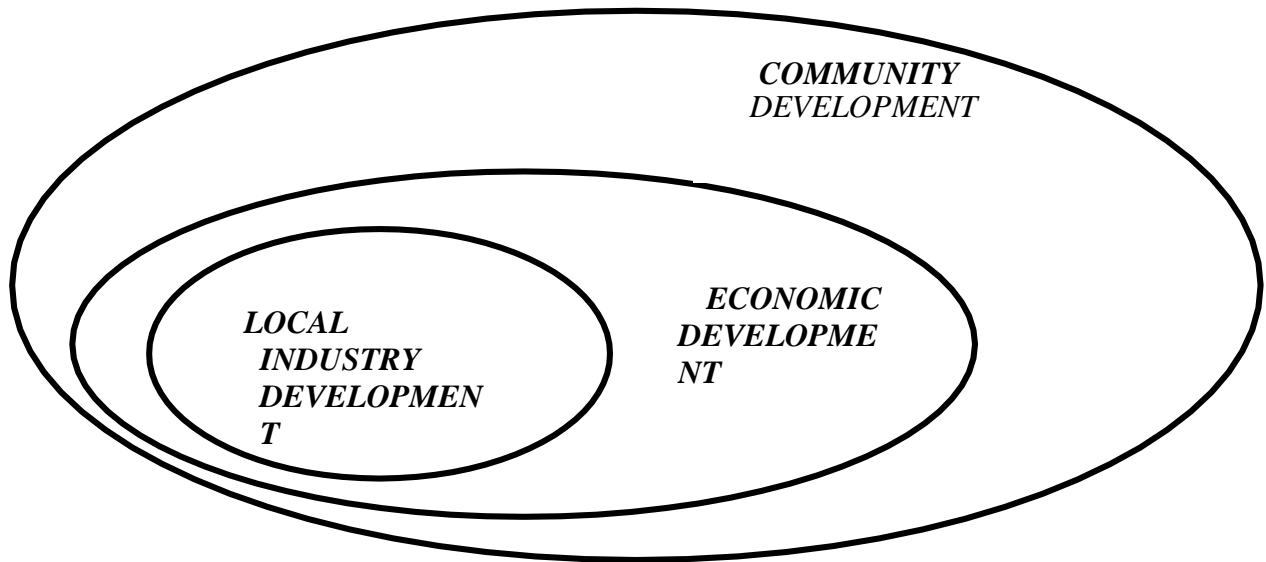 COMMUNITY
DEVELOPMENT
ECONOMIC
DEVELOPME
NT
LOCAL
INDUSTRY
DEVELOPMEN
T